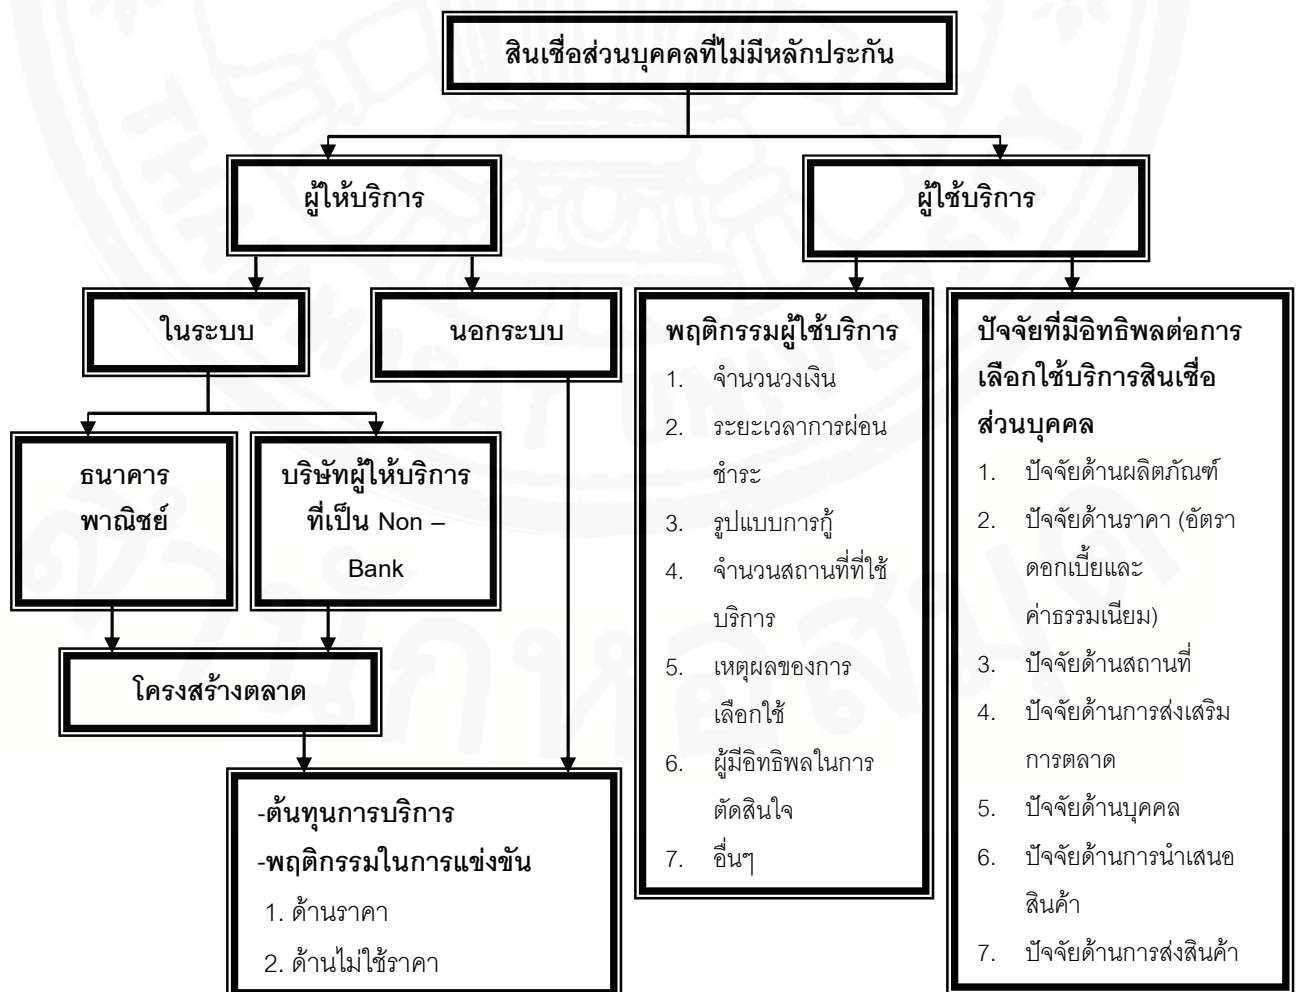 สินเชื่อส่วนบุคคลที่ไม่มีหลักประกัน
ผู้ให้บริการ
ผู้ใช้บริการ
ในระบบ
นอกระบบ
ธนาคาร
พาณิชย์
บริษัทผู้ให้บริการ
ที่เป็น Non –
Bank
โครงสร้างตลาด
-ต้นทุนการบริการ
-พฤติกรรมในการแข่งขัน
1. ด้านราคา
2. ด้านไม่ใช้ราคา
พฤติกรรมผู้ใช้บริการ
1. จำนวนวงเงิน
2. ระยะเวลาการผ่อน
ชำระ
3. รูปแบบการกู้
4. จำนวนสถานที่ที่ใช้
บริการ
5. เหตุผลของการ
เลือกใช้
6. ผู้มีอิทธิพลในการ
ตัดสินใจ
7. อื่นๆ
ปัจจัยที่มีอิทธิพลต่อการ
เลือกใช้บริการสินเชื่อ
ส่วนบุคคล
1. ปัจจัยด้านผลิตภัณฑ์
2. ปัจจัยด้านราคา (อัตรา
ดอกเบี้ยและ
ค่าธรรมเนียม)
3. ปัจจัยด้านสถานที่
4. ปัจจัยด้านการส่งเสริม
การตลาด
5. ปัจจัยด้านบุคคล
6. ปัจจัยด้านการนำเสนอ
สินค้า
7. ปัจจัยด้านการส่งสินค้า
THAMMASAT UNIVERSITY
สำนักหอสมุด